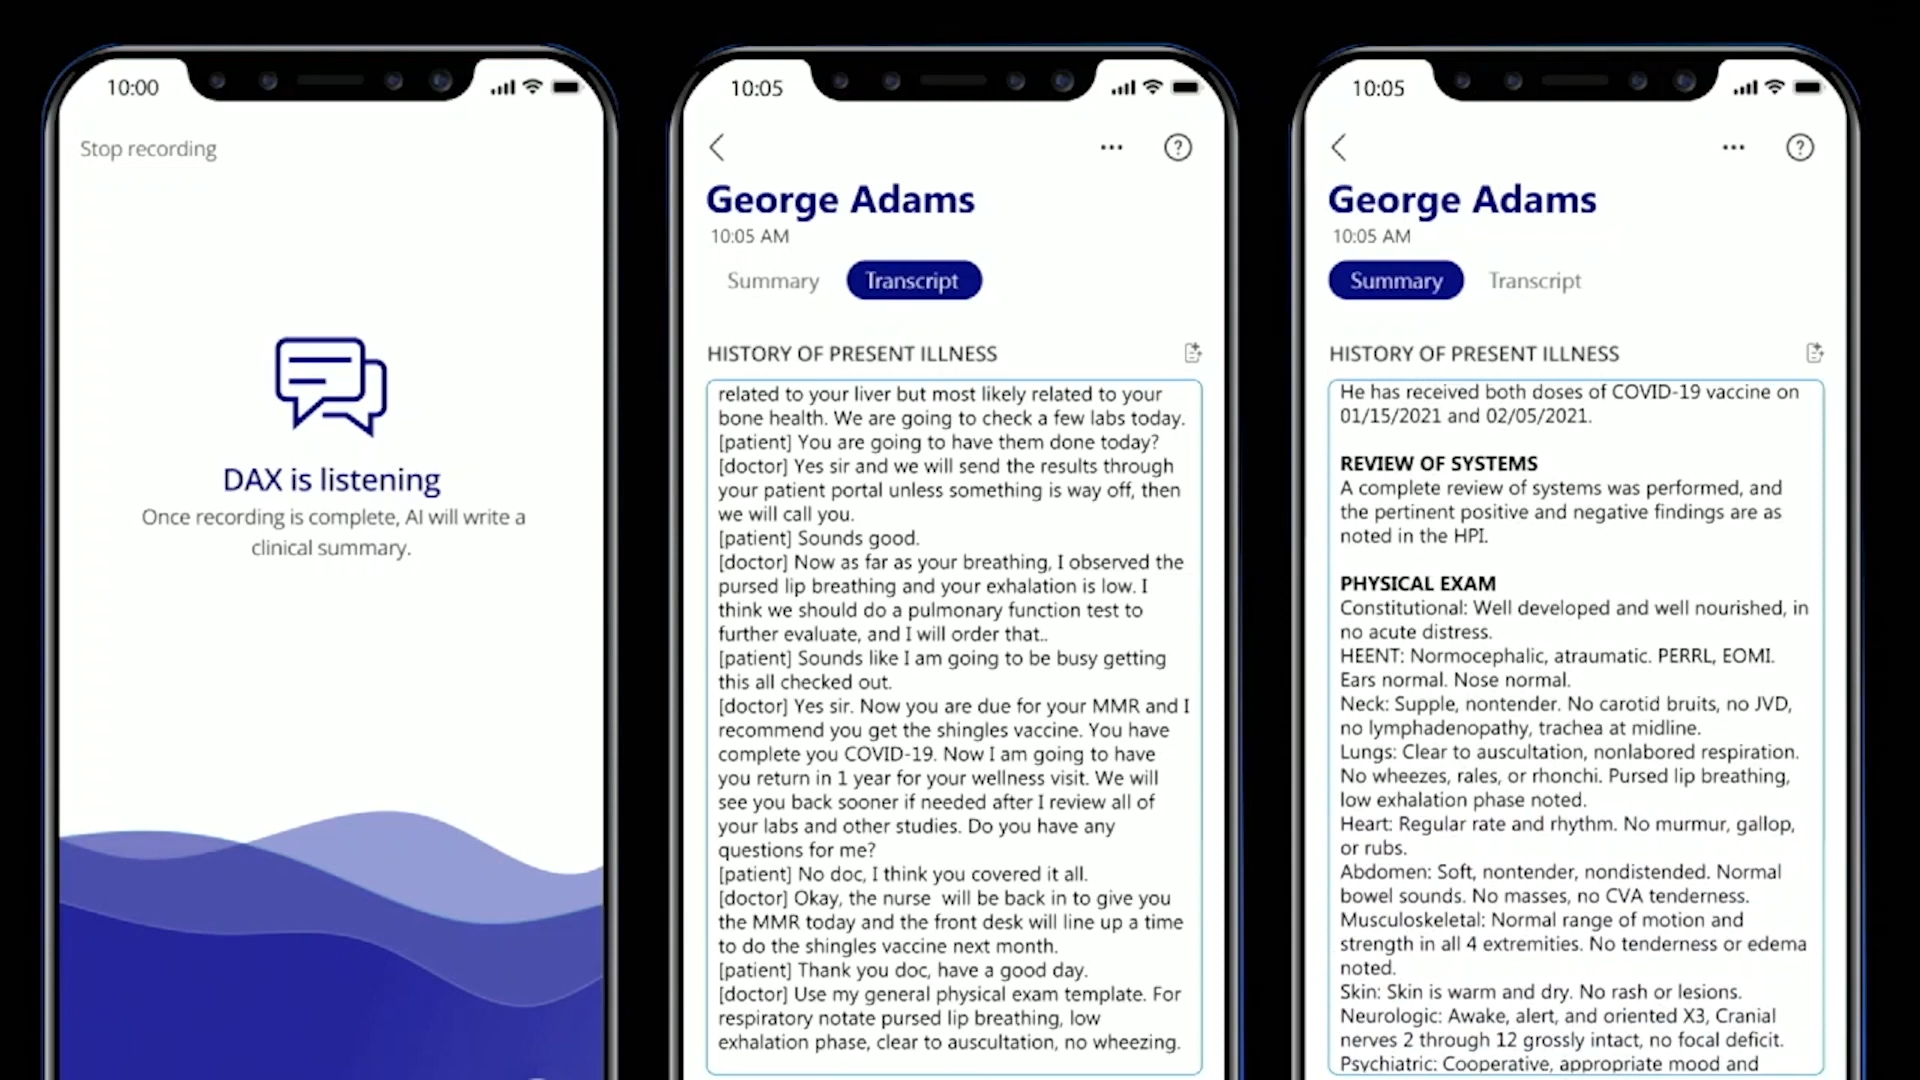 10:00
Stop recording
DAX is listening
Once recording is complete, AI will write a
clinical summary.
10:05
George Adams
10:05 AM
Summary
Transcript
HISTORY OF PRESENT ILLNESS
related to your liver but most likely related to your
bone health. We are going to check a few labs today.
[patient] You are going to have them done today?
[doctor] Yes sir and we will send the results through
your patient portal unless something is way off, then
we will call you.
[patient] Sounds good.
[doctor] Now as far as your breathing, I observed the
pursed lip breathing and your exhalation is low. I
think we should do a pulmonary function test to
further evaluate, and I will order that..
[patient] Sounds like I am going to be busy getting
this all checked out.
[doctor] Yes sir. Now you are due for your MMR and I
recommend you get the shingles vaccine. You have
complete you COVID-19. Now I am going to have
you return in 1 year for your wellness visit. We will
see you back sooner if needed after I review all of
your labs and other studies. Do you have any
questions for me?
[patient] No doc, I think you covered it all.
[doctor] Okay, the nurse  will be back in to give you
the MMR today and the front desk will line up a time
to do the shingles vaccine next month.
[patient] Thank you doc, have a good day.
[doctor] Use my general physical exam template. For
respiratory notate pursed lip breathing, low
exhalation phase, clear to auscultation, no wheezing.
10:05
George Adams
10:05 AM
Summary
Transcript
HISTORY OF PRESENT ILLNESS
He has received both doses of COVID-19 vaccine on
01/15/2021 and 02/05/2021.
REVIEW OF SYSTEMS
A complete review of systems was performed, and
the pertinent positive and negative findings are as
noted in the HPI.
PHYSICAL EXAM
Constitutional: Well developed and well nourished, in
no acute distress.
HEENT: Normocephalic, atraumatic. PERRL, EOMI.
Ears normal. Nose normal.
Neck: Supple, nontender. No carotid bruits, no JVD,
no lymphadenopathy, trachea at midline.
Lungs: Clear to auscultation, nonlabored respiration.
No wheezes, rales, or rhonchi. Pursed lip breathing,
low exhalation phase noted.
Heart: Regular rate and rhythm. No murmur, gallop,
or rubs.
Abdomen: Soft, nontender, nondistended. Normal
bowel sounds. No masses, no CVA tenderness.
Musculoskeletal: Normal range of motion and
strength in all 4 extremities. No tenderness or edema
noted.
Skin: Skin is warm and dry. No rash or lesions.
Neurologic: Awake, alert, and oriented X3, Cranial
nerves 2 through 12 grossly intact, no focal deficit.
Psychiatric: Cooperative, appropriate mood and